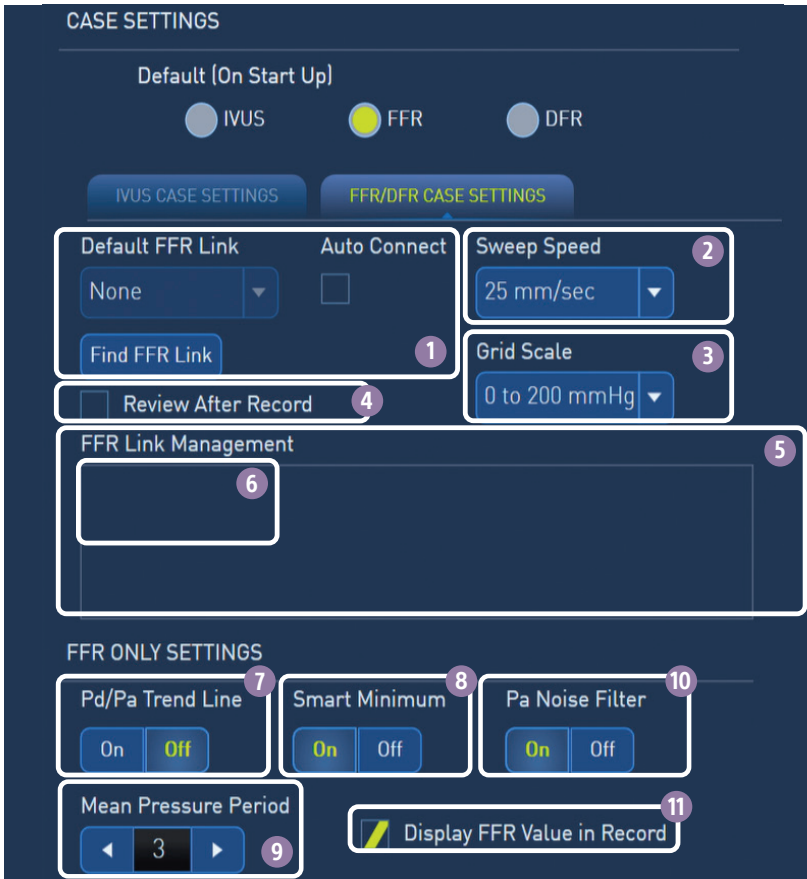 CASE SETTINGS
Default (On Start Up)
IVUS FFR DFR
IVUS CASE SETTINGS FFR/DFR CASE SETTINGS
Default FFR Link Auto Connect Sweep Speed 2
None 25 mm/sec
Find FFR Link 1 Grid Scale 3
Review After Record 4 0 to 200 mmHg
FFR Link Management 5
6
FFR ONLY SETTINGS
7 8 10
Pd/Pa Trend Line Smart Minimum Pa Noise Filter
On Off On Off On Off
Mean Pressure Period 11
3 9 Display FFR Value in Record